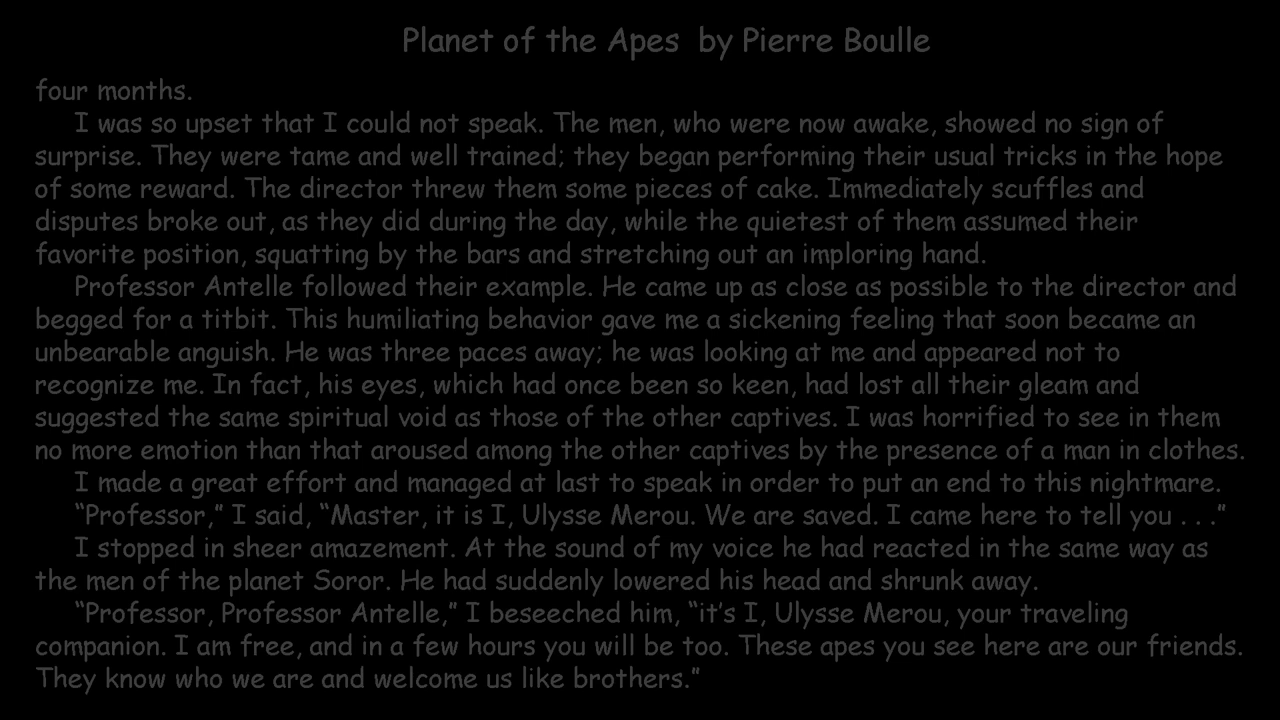 Planet of the Apes  by Pierre Boulle
four months.
I was so upset that I could not speak. The men, who were now awake, showed no sign of
surprise. They were tame and well trained; they began performing their usual tricks in the hope
of some reward. The director threw them some pieces of cake. Immediately scuffles and
disputes broke out, as they did during the day, while the quietest of them assumed their
favorite position, squatting by the bars and stretching out an imploring hand.
Professor Antelle followed their example. He came up as close as possible to the director and
begged for a titbit. This humiliating behavior gave me a sickening feeling that soon became an
unbearable anguish. He was three paces away; he was looking at me and appeared not to
recognize me. In fact, his eyes, which had once been so keen, had lost all their gleam and
suggested the same spiritual void as those of the other captives. I was horrified to see in them
no more emotion than that aroused among the other captives by the presence of a man in clothes.
I made a great effort and managed at last to speak in order to put an end to this nightmare.
“Professor,” I said, “Master, it is I, Ulysse Merou. We are saved. I came here to tell you . . .”
I stopped in sheer amazement. At the sound of my voice he had reacted in the same way as
the men of the planet Soror. He had suddenly lowered his head and shrunk away.
“Professor, Professor Antelle,” I beseeched him, “it’s I, Ulysse Merou, your traveling
companion. I am free, and in a few hours you will be too. These apes you see here are our friends.
They know who we are and welcome us like brothers.”